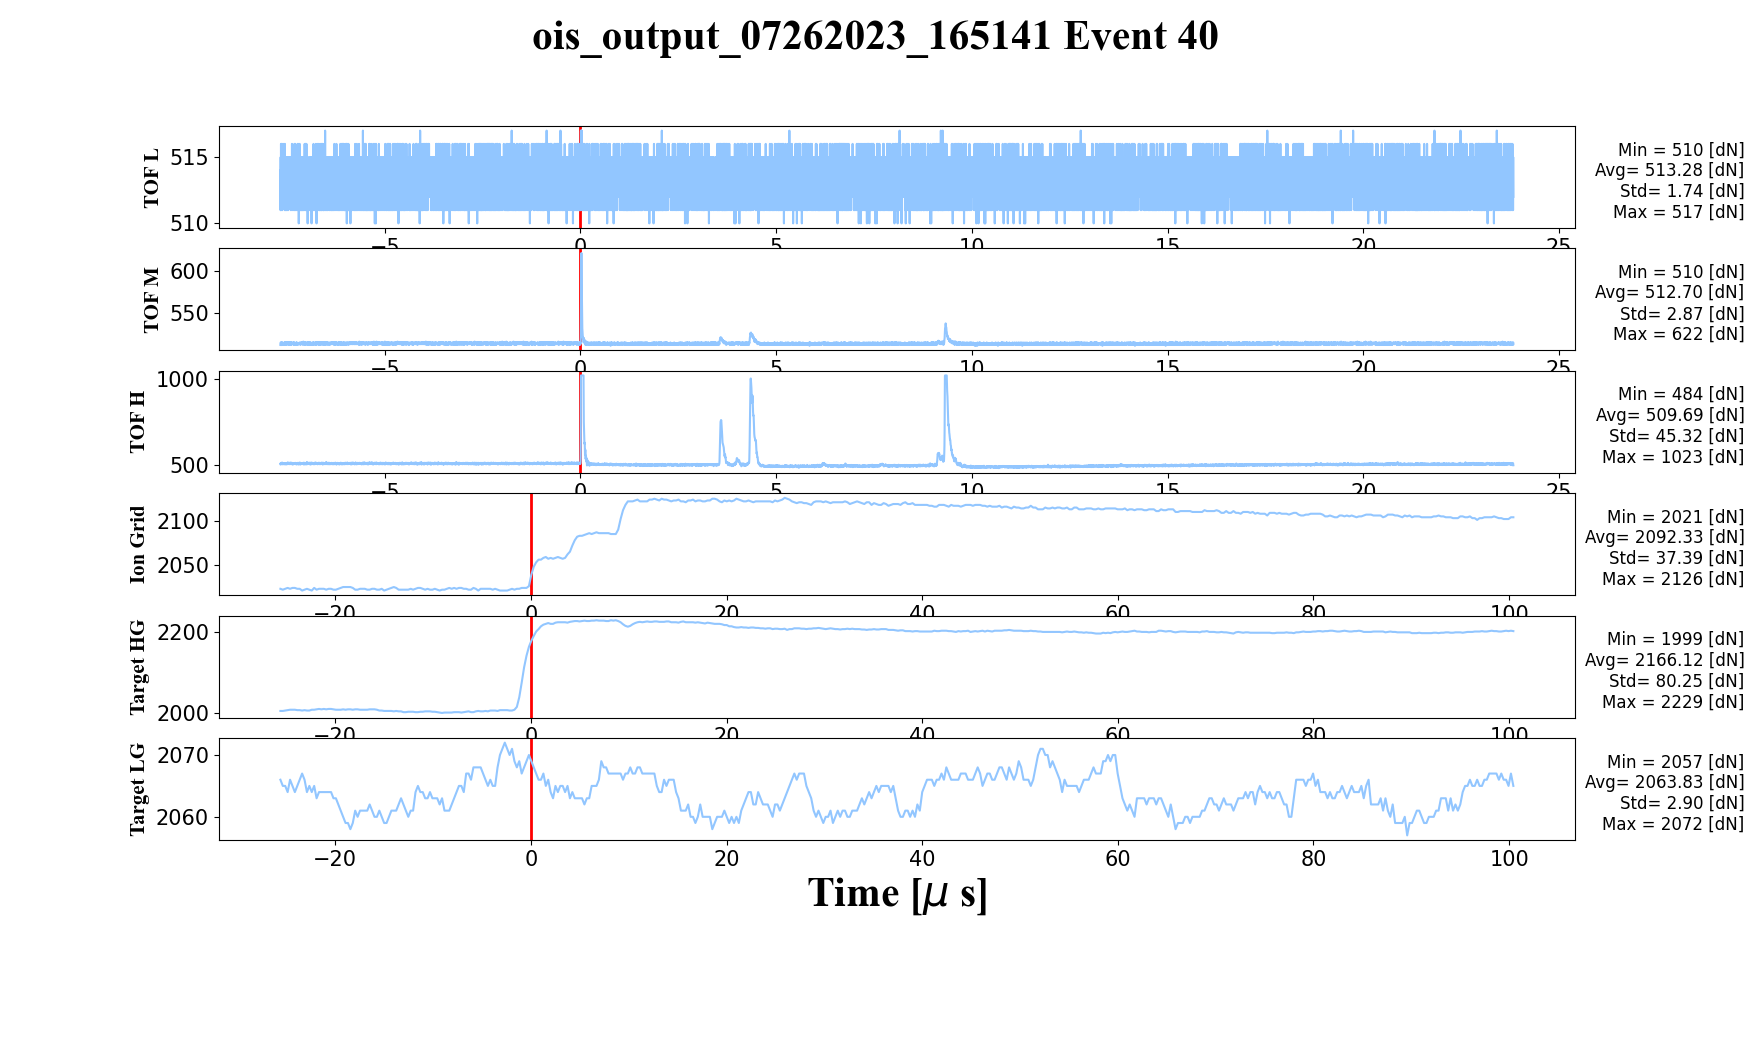 ois_output_07262023_165141 Event 40
TOF L
515
510
−5
0
5
10
15
20
25
Min = 510 [dN]
Avg= 513.28 [dN]
Std= 1.74 [dN]
Max = 517 [dN]
TOF M
600
550
−5
0
5
10
15
20
25
Min = 510 [dN]
Avg= 512.70 [dN]
Std= 2.87 [dN]
Max = 622 [dN]
TOF H
1000
500
−5
0
5
10
15
20
25
Min = 484 [dN]
Avg= 509.69 [dN]
Std= 45.32 [dN]
Max = 1023 [dN]
Ion Grid
2100
2050
−20
0
20
40
60
80
100
Min = 2021 [dN]
Avg= 2092.33 [dN]
Std= 37.39 [dN]
Max = 2126 [dN]
Target HG
2200
2000
−20
0
20
40
60
80
100
Min = 1999 [dN]
Avg= 2166.12 [dN]
Std= 80.25 [dN]
Max = 2229 [dN]
Target LG
2070
2060
−20
0
20
40
60
80
100
Min = 2057 [dN]
Avg= 2063.83 [dN]
Std= 2.90 [dN]
Max = 2072 [dN]
Time [μ s]